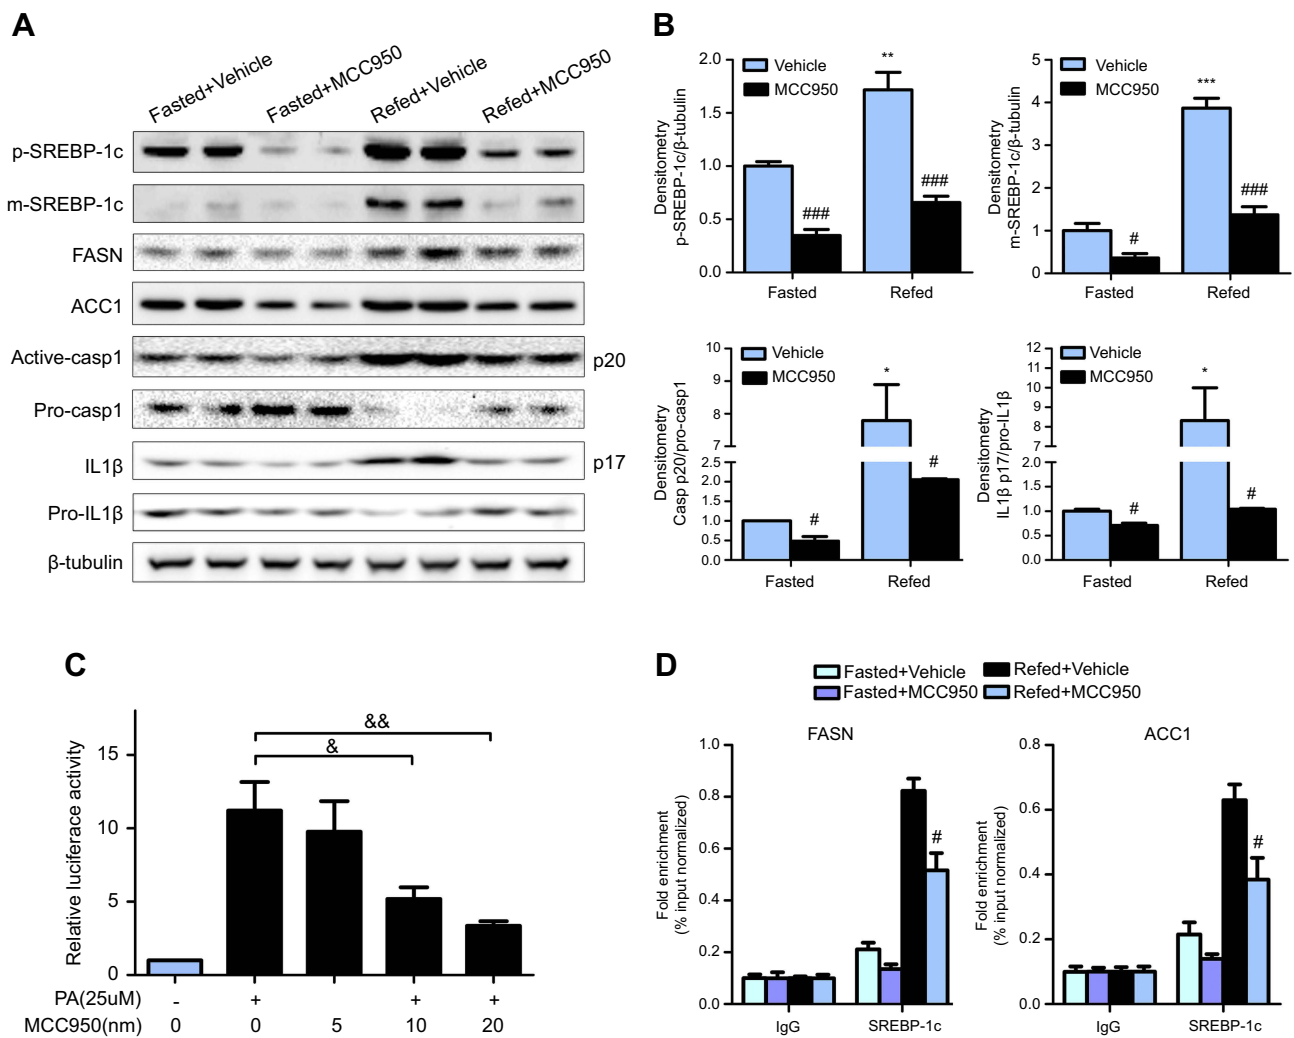 A
Fasted+Vehicle
Fasted+MCC950
Refed+Vehicle
Refed+MCC950
p-SREBP-1c
m-SREBP-1c
FASN
ACC1
Active-casp1
p20
Pro-casp1
IL1β
p17
Pro-IL1β
β-tubulin
B
Densitometry
p-SREBP-1c/β-tubulin
2.0
1.5
1.0
0.5
0.0
Vehicle
MCC950
###
**
###
Fasted
Refed
Densitometry
m-SREBP-1c/β-tubulin
5
4
3
2
1
0
Vehicle
MCC950
#
***
###
Fasted
Refed
Densitometry
Casp p20/pro-casp1
10
9
8
7
2.5
2.0
1.5
1.0
0.5
0.0
Vehicle
MCC950
#
*
#
Fasted
Refed
Densitometry
IL1β p17/pro-IL1β
12
11
10
9
8
7
2.0
1.5
1.0
0.5
0.0
Vehicle
MCC950
#
*
#
Fasted
Refed
C
Relative luciferace activity
15
10
5
0
&&
&
PA(25uM) - + + +
MCC950(nm) 0 0 5 10 20
D
Fasted+Vehicle
Refed+Vehicle
Fasted+MCC950
Refed+MCC950
FASN
Fold enrichment
(% input normalized)
1.0
0.8
0.6
0.4
0.2
0.0
#
IgG
SREBP-1c
ACC1
Fold enrichment
(% input normalized)
0.8
0.6
0.4
0.2
0.0
#
IgG
SREBP-1c